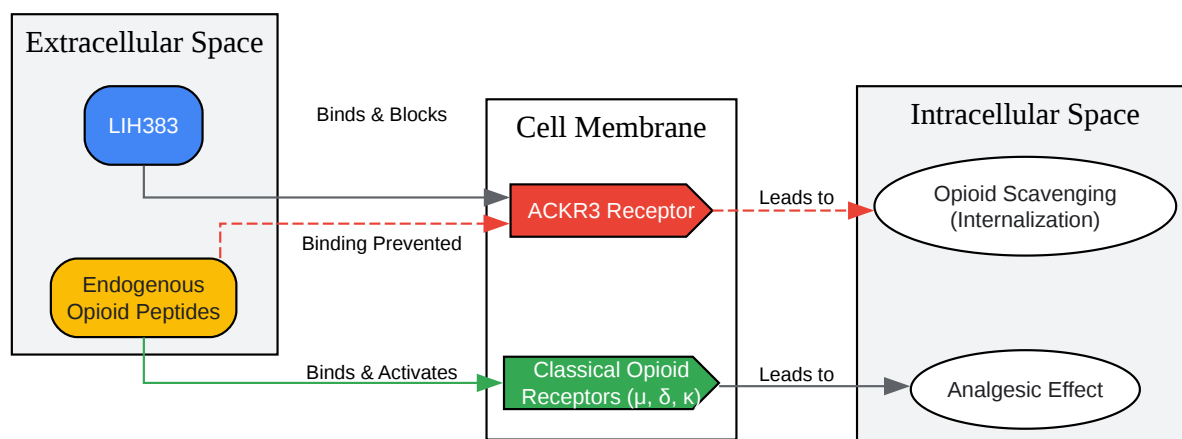 Extracellular Space
LIH383
Endogenous
Opioid Peptides
Binds & Blocks
Binding Prevented
Binds & Activates
Cell Membrane
ACKR3 Receptor
Classical Opioid
Receptors (μ, δ, κ)
Leads to
Leads to
Intracellular Space
Opioid Scavenging
(Internalization)
Analgesic Effect